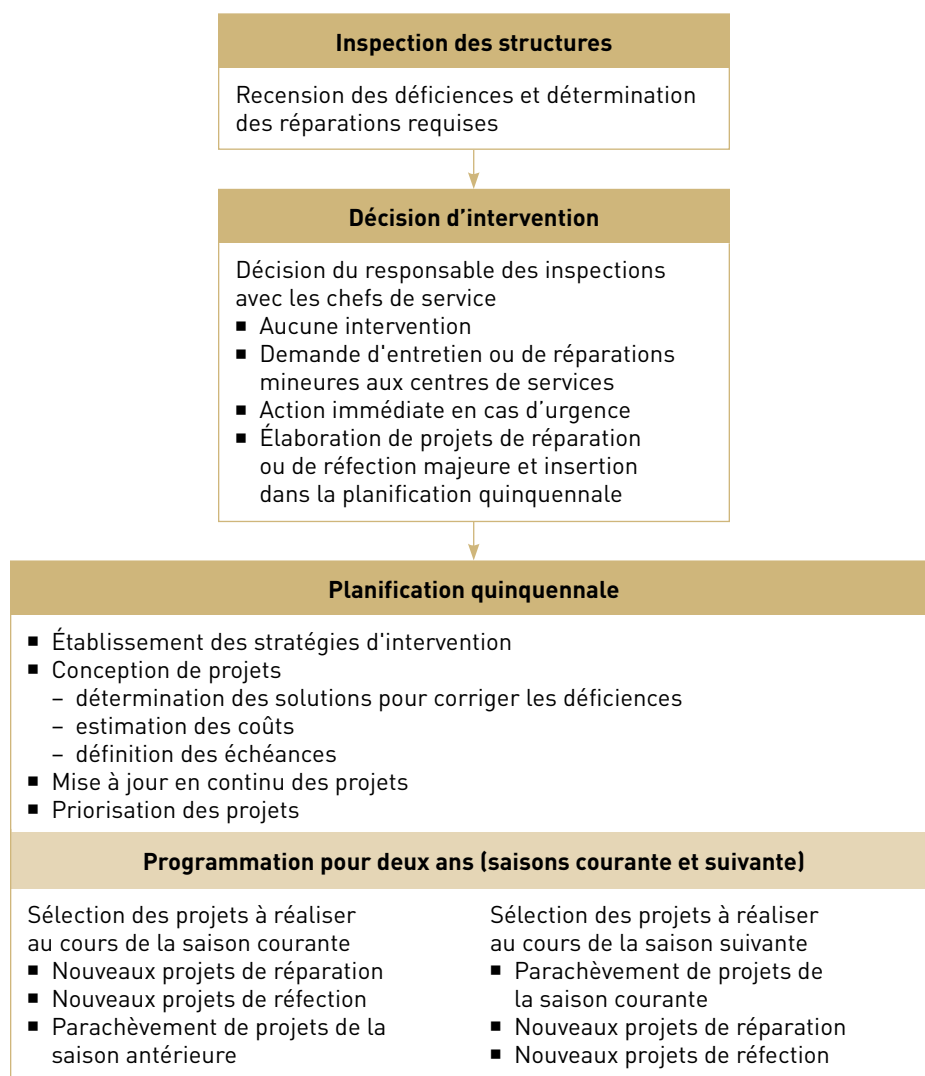 Inspection des structures
Recension des déficiences et détermination
des réparations requises
Décision d’intervention
Décision du responsable des inspections
avec les chefs de service
■ Aucune intervention
■ Demande d'entretien ou de réparations
mineures aux centres de services
■ Action immédiate en cas d’urgence
■ Élaboration de projets de réparation
ou de réfection majeure et insertion
dans la planification quinquennale
Planification quinquennale
■ Établissement des stratégies d'intervention
■ Conception de projets
– détermination des solutions pour corriger les déficiences
– estimation des coûts
– définition des échéances
■ Mise à jour en continu des projets
■ Priorisation des projets
Programmation pour deux ans (saisons courante et suivante)
Sélection des projets à réaliser
au cours de la saison courante
■ Nouveaux projets de réparation
■ Nouveaux projets de réfection
■ Parachèvement de projets de la
saison antérieure
Sélection des projets à réaliser
au cours de la saison suivante
■ Parachèvement de projets de
la saison courante
■ Nouveaux projets de réparation
■ Nouveaux projets de réfection